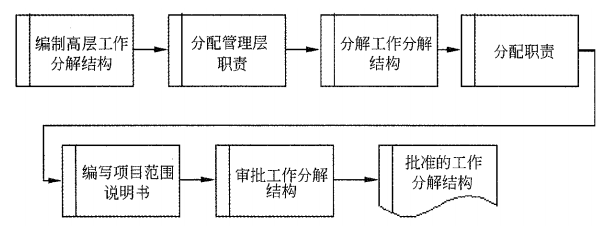 编制高层工作
分解结构
分配管理层
职责
分解工作分解
结构
分配职责
编写项目范围
说明书
审批工作分解
结构
批准的工作
分解结构